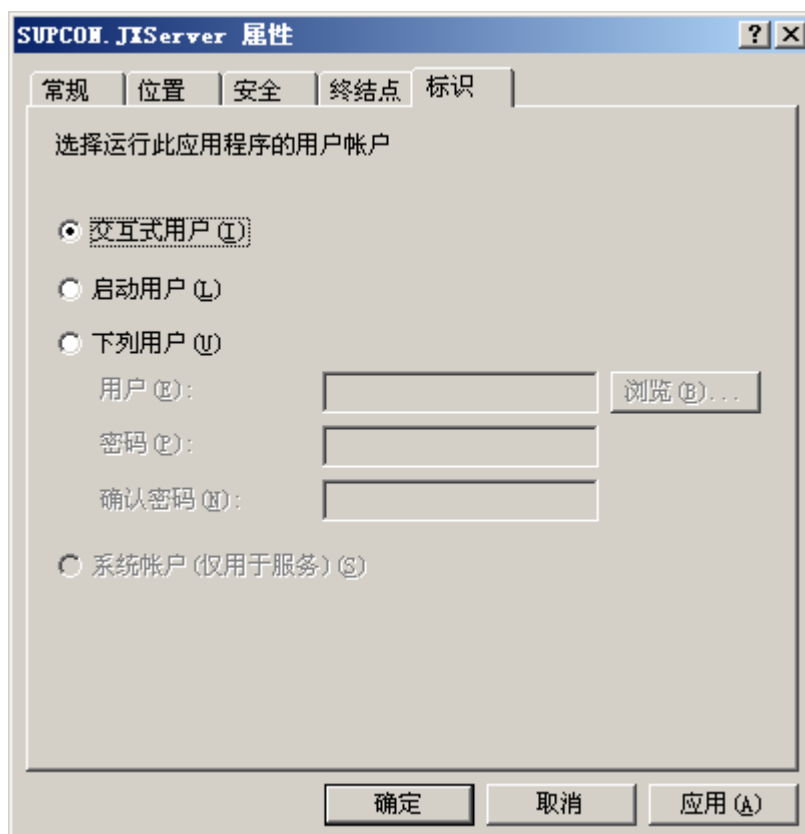 SUPCON.JXServer 属性
常规 位置 安全 终结点 标识
选择运行此应用程序的用户帐户
交互式用户(I)
启动用户(L)
下列用户(U)
用户(E): 浏览(B)...
密码(P):
确认密码(N):
系统帐户(仅用于服务)(S)
确定 取消 应用(A)